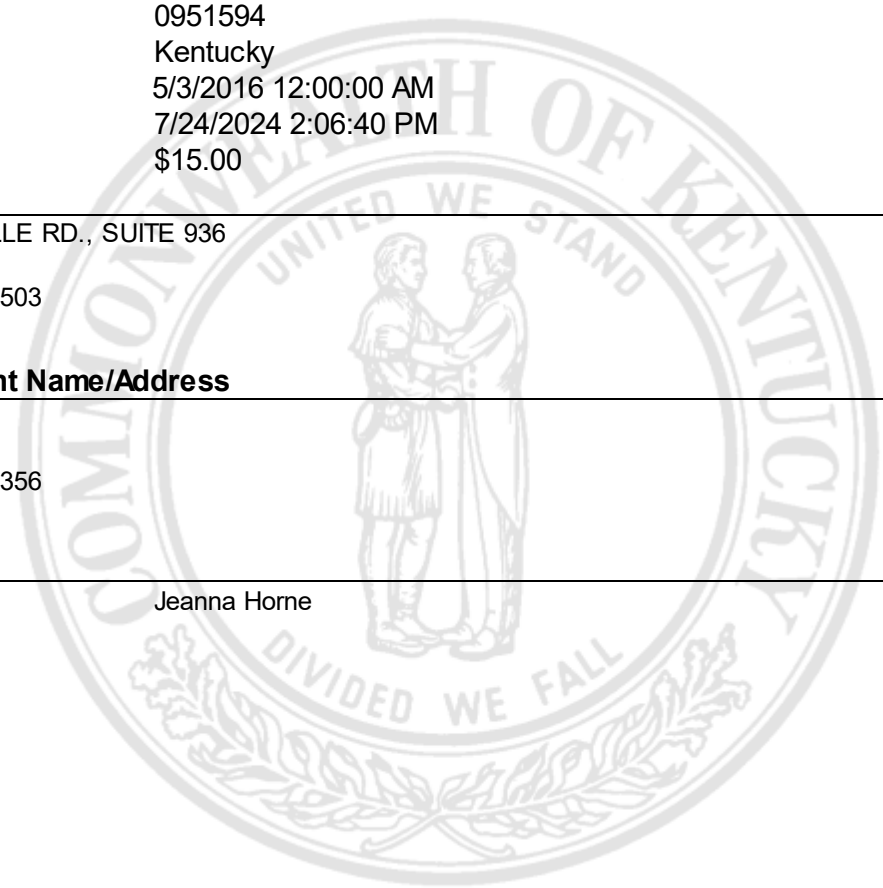 0951594
Kentucky
5/3/2016 12:00:00 AM
7/24/2024 2:06:40 PM
$15.00
LLE RD., SUITE 936
503
nt Name/Address
356
Jeanna Horne
COMMONWEALTH OF KENTUCKY
UNITED WE STAND
DIVIDED WE FALL